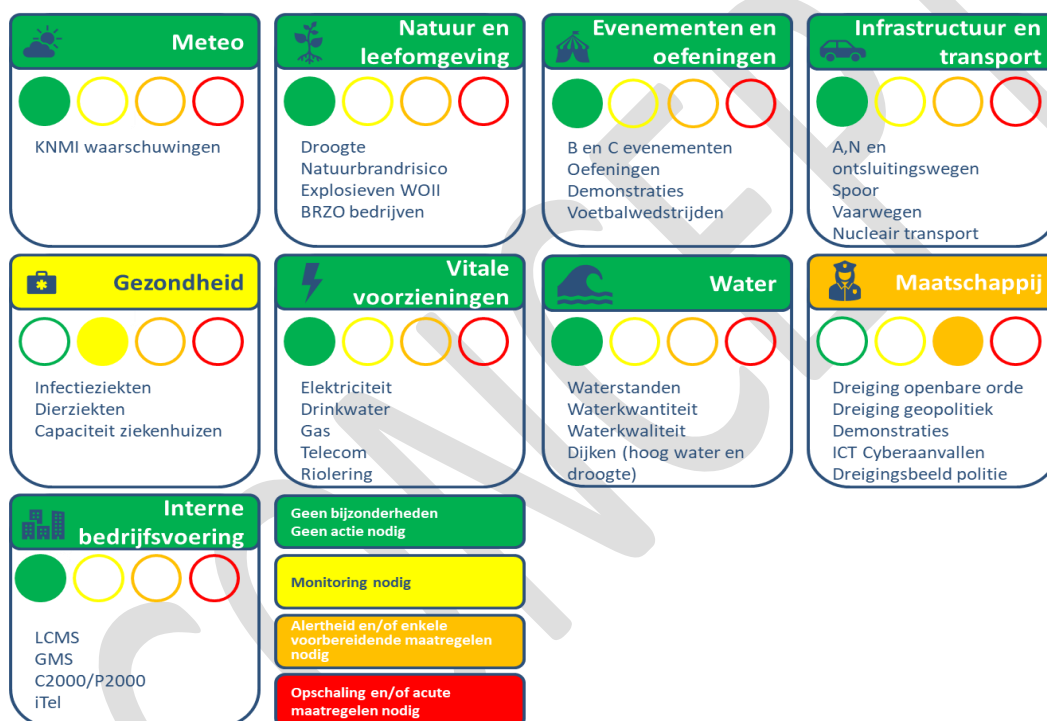 Meteo
KNMI waarschuwingen
Natuur en
leefomgeving
Droogte
Natuurbrandrisico
Explosieven WOII
BRZO bedrijven
Evenementen en
oefeningen
B en C evenementen
Oefeningen
Demonstraties
Voetbalwedstrijden
Infrastructuur en
transport
A,N en
ontsluitingswegen
Spoor
Vaarwegen
Nucleair transport
Gezondheid
Infectieziekten
Dierziekten
Capaciteit ziekenhuizen
Vitale
voorzieningen
Elektriciteit
Drinkwater
Gas
Telecom
Riolering
Water
Waterstanden
Waterkwantiteit
Waterkwaliteit
Dijken (hoog water en
droogte)
Maatschappij
Dreiging openbare orde
Dreiging geopolitiek
Demonstraties
ICT Cyberaanvallen
Dreigingsbeeld politie
Interne
bedrijfsvoering
LCMS
GMS
C2000/P2000
iTel
Geen bijzonderheden
Geen actie nodig
Monitoring nodig
Alertheid en/of enkele
voorbereidende maatregelen
nodig
Opschaling en/of acute
maatregelen nodig
CONCEPT